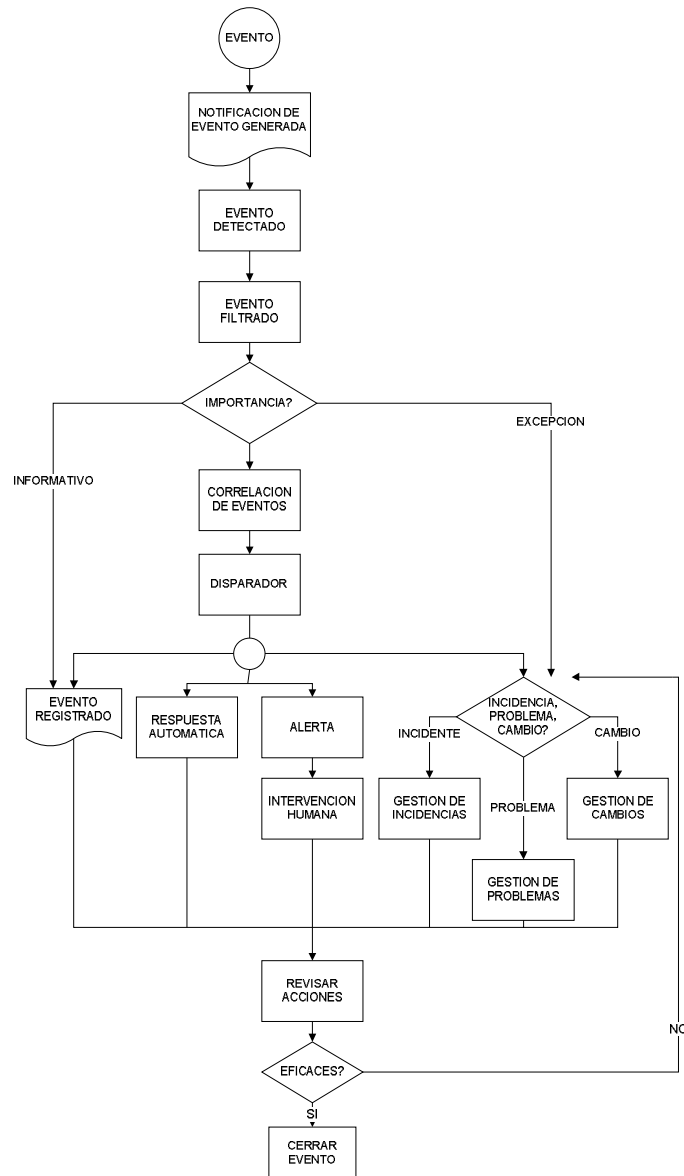 EVENTO
NOTIFICACION DE
EVENTO GENERADA
EVENTO
DETECTADO
EVENTO
FILTRADO
IMPORTANCIA?
EXCEPCION
INFORMATIVO
CORRELACION
DE EVENTOS
DISPARADOR
EVENTO
REGISTRADO
RESPUESTA
AUTOMATICA
ALERTA
INCIDENCIA,
PROBLEMA,
CAMBIO?
INCIDENTE
CAMBIO
INTERVENCION
HUMANA
GESTION DE
INCIDENCIAS
PROBLEMA
GESTION DE
CAMBIOS
GESTION DE
PROBLEMAS
REVISAR
ACCIONES
NO
EFICACES?
SI
CERRAR
EVENTO